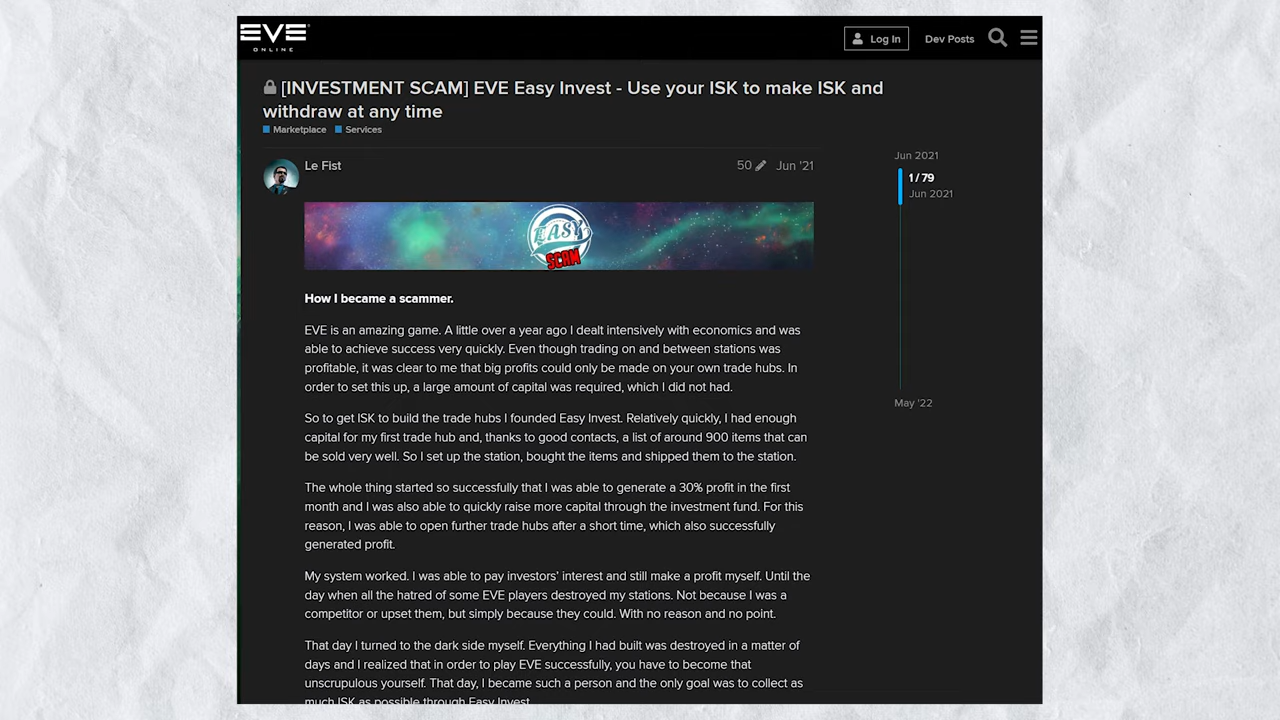 EVE
ONLINE
Log In
Dev Posts
[INVESTMENT SCAM] EVE Easy Invest - Use your ISK to make ISK and
withdraw at any time
Marketplace Services
Le Fist
50
Jun '21
EASY
SCAM
How I became a scammer.
EVE is an amazing game. A little over a year ago I dealt intensively with economics and was
able to achieve success very quickly. Even though trading on and between stations was
profitable, it was clear to me that big profits could only be made on your own trade hubs. In
order to set this up, a large amount of capital was required, which I did not had.
So to get ISK to build the trade hubs I founded Easy Invest. Relatively quickly, I had enough
capital for my first trade hub and, thanks to good contacts, a list of around 900 items that can
be sold very well. So I set up the station, bought the items and shipped them to the station.
The whole thing started so successfully that I was able to generate a 30% profit in the first
month and I was also able to quickly raise more capital through the investment fund. For this
reason, I was able to open further trade hubs after a short time, which also successfully
generated profit.
My system worked. I was able to pay investors' interest and still make a profit myself. Until the
day when all the hatred of some EVE players destroyed my stations. Not because I was a
competitor or upset them, but simply because they could. With no reason and no point.
That day I turned to the dark side myself. Everything I had built was destroyed in a matter of
days and I realized that in order to play EVE successfully, you have to become that
unscrupulous yourself. That day, I became such a person and the only goal was to collect as
much ISK as possible through Easy Invest.
Jun 2021
1 / 79
Jun 2021
May '22